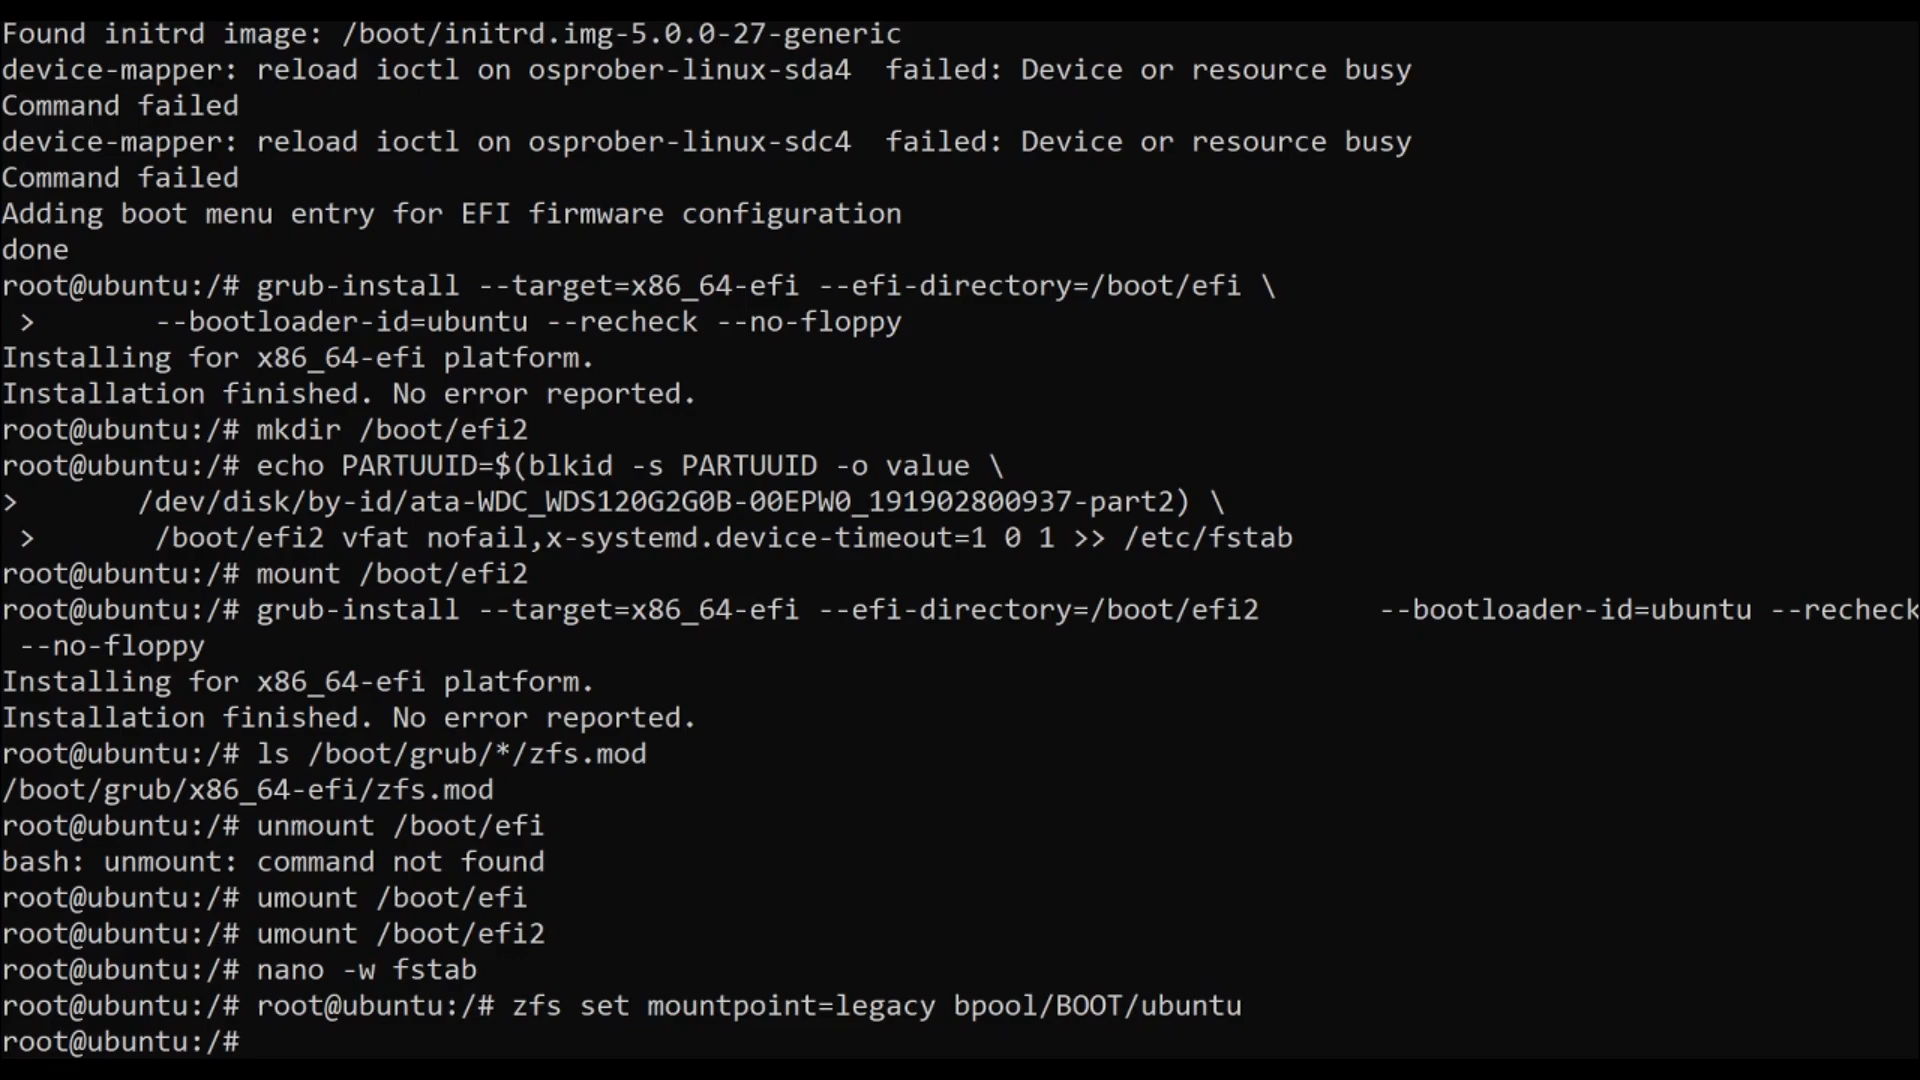 Found initrd image: /boot/initrd.img-5.0.0-27-generic
device-mapper: reload ioctl on osprober-linux-sda4  failed: Device or resource busy
Command failed
device-mapper: reload ioctl on osprober-linux-sdc4  failed: Device or resource busy
Command failed
Adding boot menu entry for EFI firmware configuration
done
root@ubuntu:/# grub-install --target=x86_64-efi --efi-directory=/boot/efi \
 >       --bootloader-id=ubuntu --recheck --no-floppy
Installing for x86_64-efi platform.
Installation finished. No error reported.
root@ubuntu:/# mkdir /boot/efi2
root@ubuntu:/# echo PARTUUID=$(blkid -s PARTUUID -o value \
>       /dev/disk/by-id/ata-WDC_WDS120G2G0B-00EPW0_191902800937-part2) \
 >       /boot/efi2 vfat nofail,x-systemd.device-timeout=1 0 1 >> /etc/fstab
root@ubuntu:/# mount /boot/efi2
root@ubuntu:/# grub-install --target=x86_64-efi --efi-directory=/boot/efi2       --bootloader-id=ubuntu --recheck
 --no-floppy
Installing for x86_64-efi platform.
Installation finished. No error reported.
root@ubuntu:/# ls /boot/grub/*/zfs.mod
/boot/grub/x86_64-efi/zfs.mod
root@ubuntu:/# unmount /boot/efi
bash: unmount: command not found
root@ubuntu:/# umount /boot/efi
root@ubuntu:/# umount /boot/efi2
root@ubuntu:/# nano -w fstab
root@ubuntu:/# root@ubuntu:/# zfs set mountpoint=legacy bpool/BOOT/ubuntu
root@ubuntu:/#